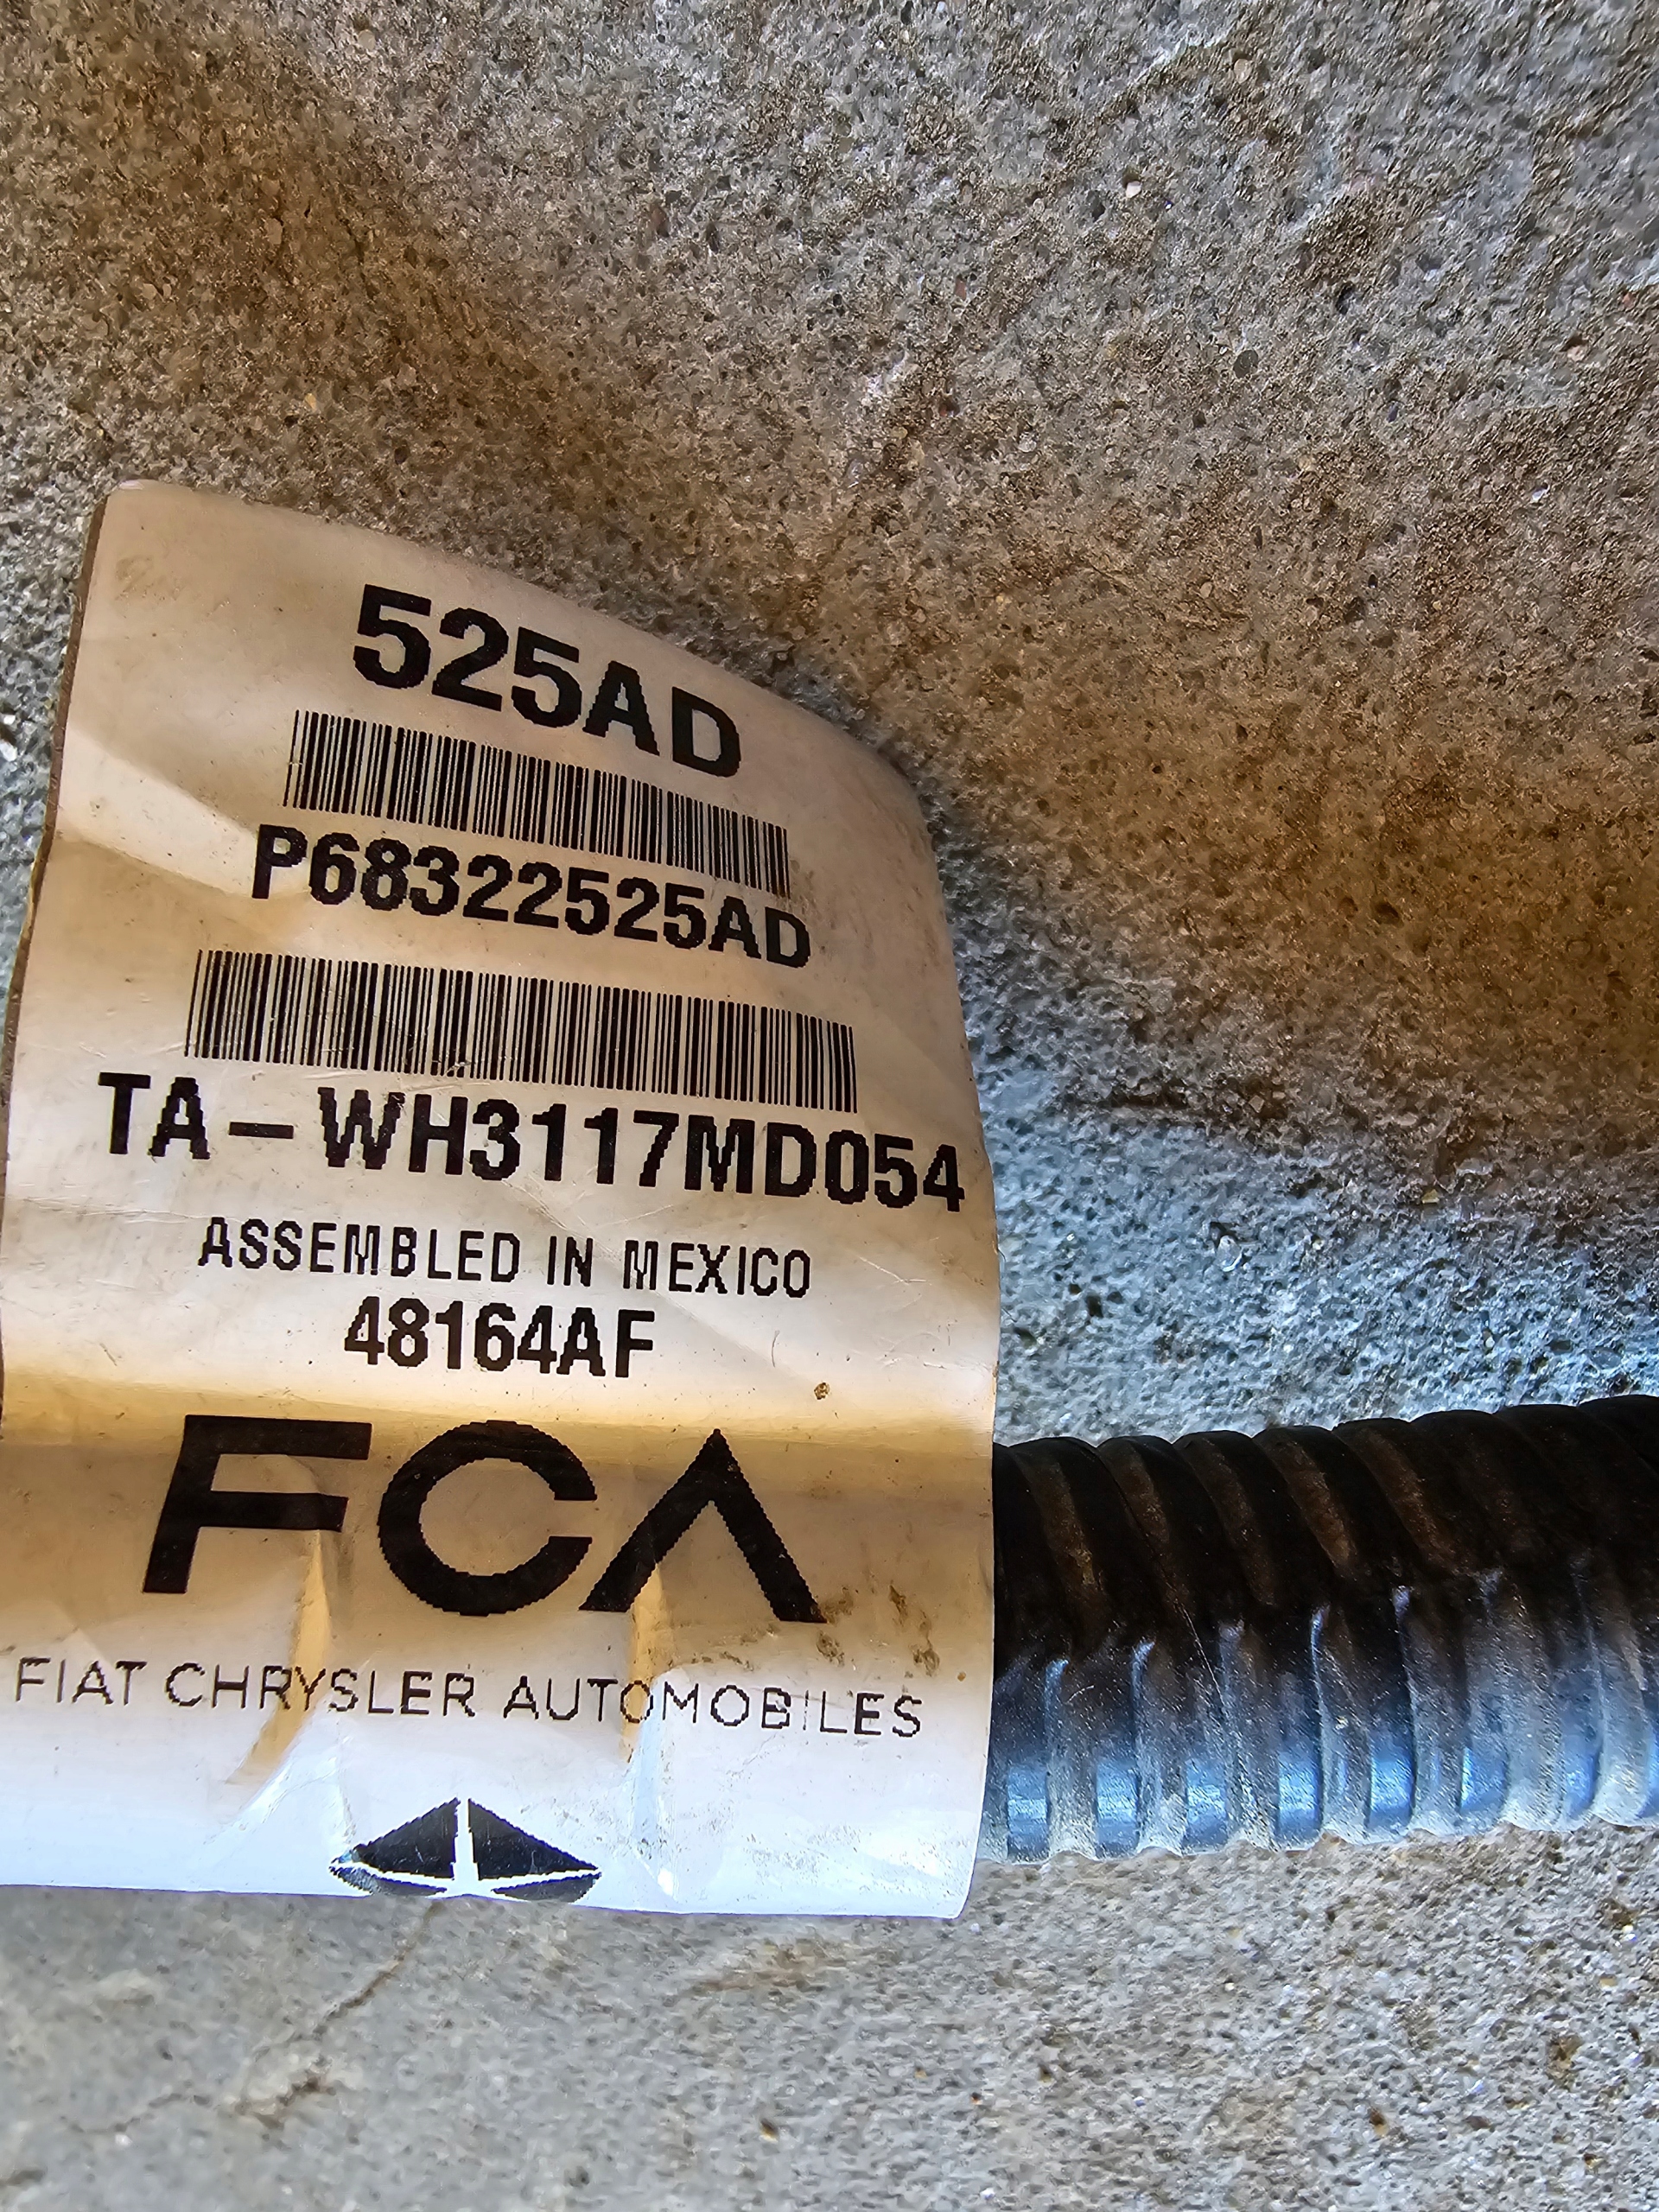 525AD
P68322525AD
TA-WH3117MD054
ASSEMBLED IN MEXICO
48164AF
FCA
FIAT CHRYSLER AUTOMOBILES